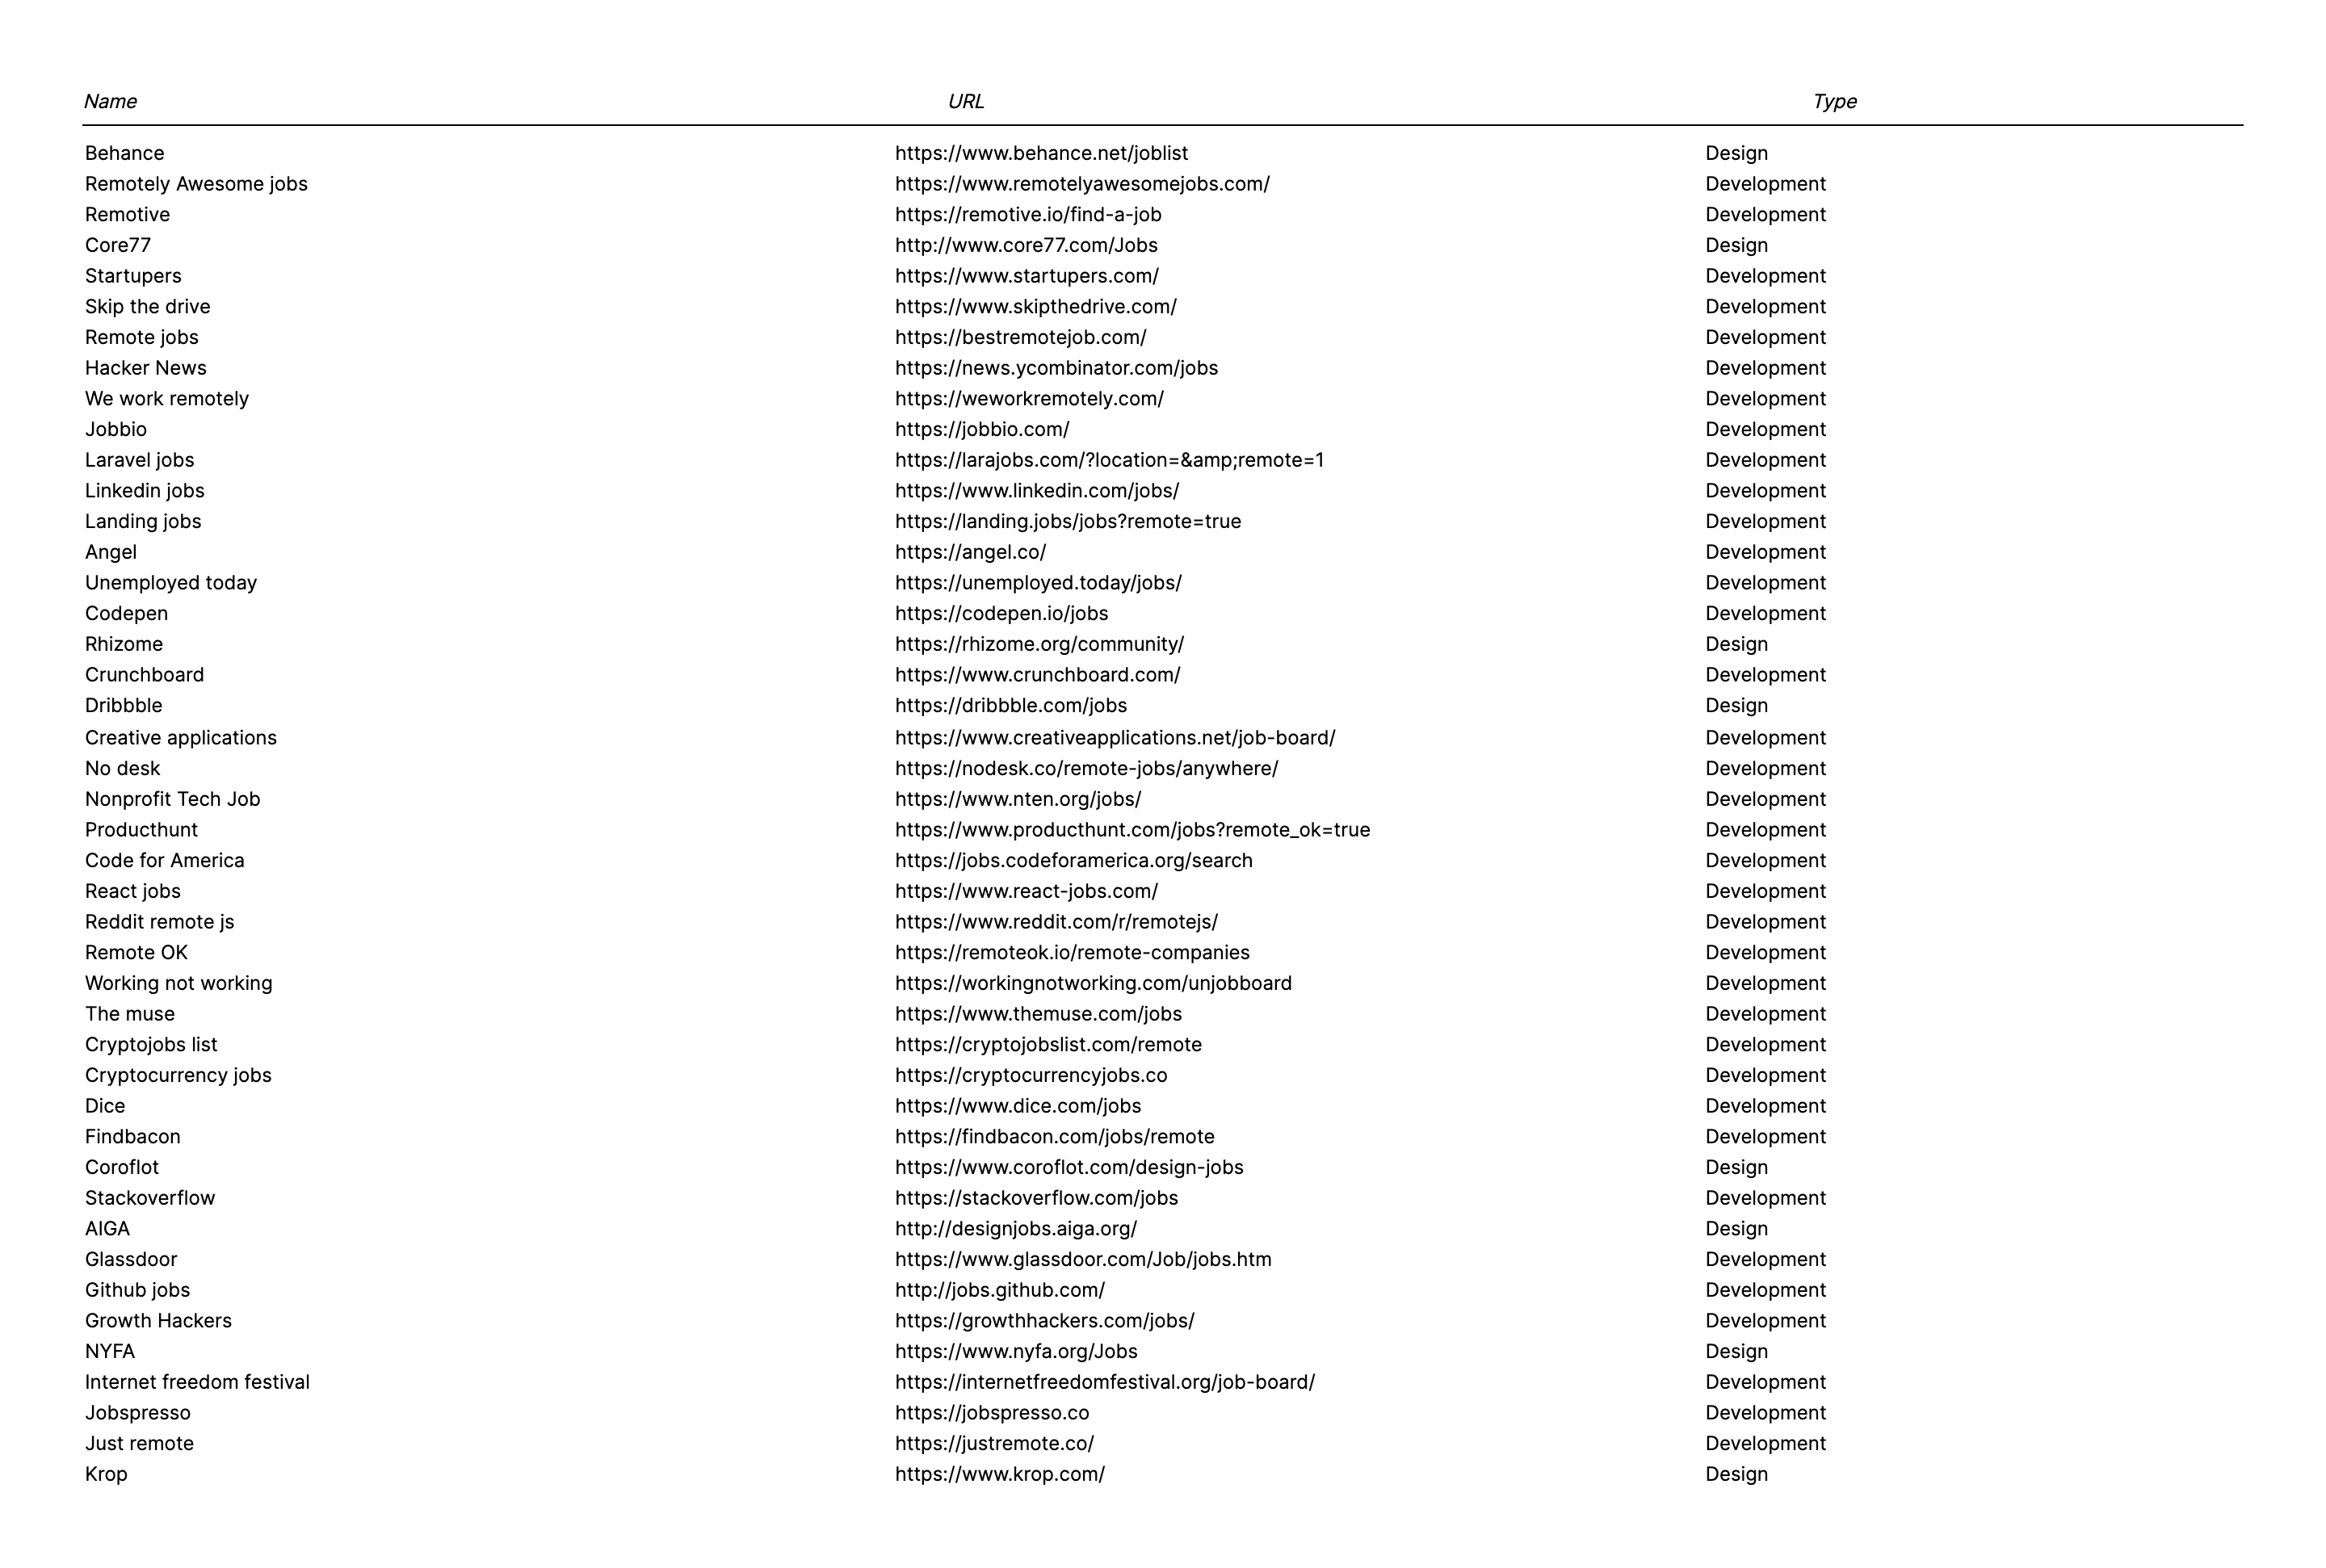 Name URL Type
Behance https://www.behance.net/joblist Design
Remotely Awesome jobs https://www.remotelyawesomejobs.com/ Development
Remotive https://remotive.io/find-a-job Development
Core77 http://www.core77.com/Jobs Design
Startupers https://www.startupers.com/ Development
Skip the drive https://www.skipthedrive.com/ Development
Remote jobs https://bestremotejob.com/ Development
Hacker News https://news.ycombinator.com/jobs Development
We work remotely https://weworkremotely.com/ Development
Jobbio https://jobbio.com/ Development
Laravel jobs https://larajobs.com/?location=&amp;remote=1 Development
Linkedin jobs https://www.linkedin.com/jobs/ Development
Landing jobs https://landing.jobs/jobs?remote=true Development
Angel https://angel.co/ Development
Unemployed today https://unemployed.today/jobs/ Development
Codepen https://codepen.io/jobs Development
Rhizome https://rhizome.org/community/ Design
Crunchboard https://www.crunchboard.com/ Development
Dribbble https://dribbble.com/jobs Design
Creative applications https://www.creativeapplications.net/job-board/ Development
No desk https://nodesk.co/remote-jobs/anywhere/ Development
Nonprofit Tech Job https://www.nten.org/jobs/ Development
Producthunt https://www.producthunt.com/jobs?remote_ok=true Development
Code for America https://jobs.codeforamerica.org/search Development
React jobs https://www.react-jobs.com/ Development
Reddit remote js https://www.reddit.com/r/remotejs/ Development
Remote OK https://remoteok.io/remote-companies Development
Working not working https://workingnotworking.com/unjobboard Development
The muse https://www.themuse.com/jobs Development
Cryptojobs list https://cryptojobslist.com/remote Development
Cryptocurrency jobs https://cryptocurrencyjobs.co Development
Dice https://www.dice.com/jobs Development
Findbacon https://findbacon.com/jobs/remote Development
Coroflot https://www.coroflot.com/design-jobs Design
Stackoverflow https://stackoverflow.com/jobs Development
AIGA http://designjobs.aiga.org/ Design
Glassdoor https://www.glassdoor.com/Job/jobs.htm Development
Github jobs http://jobs.github.com/ Development
Growth Hackers https://growthhackers.com/jobs/ Development
NYFA https://www.nyfa.org/Jobs Design
Internet freedom festival https://internetfreedomfestival.org/job-board/ Development
Jobspresso https://jobspresso.co Development
Just remote https://justremote.co/ Development
Krop https://www.krop.com/ Design